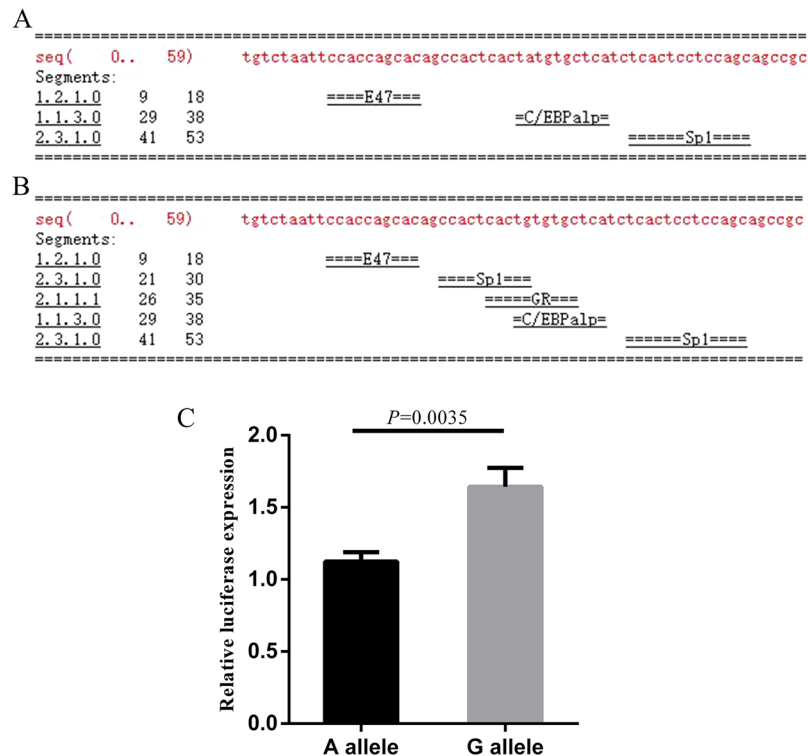 A
================================================================
seq( 0.. 59) tgtctaattccaccagcacagccactcactatgtgctcatctcactcctccagcagccgc
Segments:
1.2.1.0 9 18 ====E47===
1.1.3.0 29 38 =C/EBPalp=
2.3.1.0 41 53 ======Sp1====
================================================================
B
================================================================
seq( 0.. 59) tgtctaattccaccagcacagccactcactgtgtgctcatctcactcctccagcagccgc
Segments:
1.2.1.0 9 18 ====E47===
2.3.1.0 21 30 ====Sp1===
2.1.1.1 26 35 =====GR===
1.1.3.0 29 38 =C/EBPalp=
2.3.1.0 41 53 ======Sp1====
================================================================
C
P=0.0035
Relative luciferase expression
2.0
1.5
1.0
0.5
0.0
A allele G allele